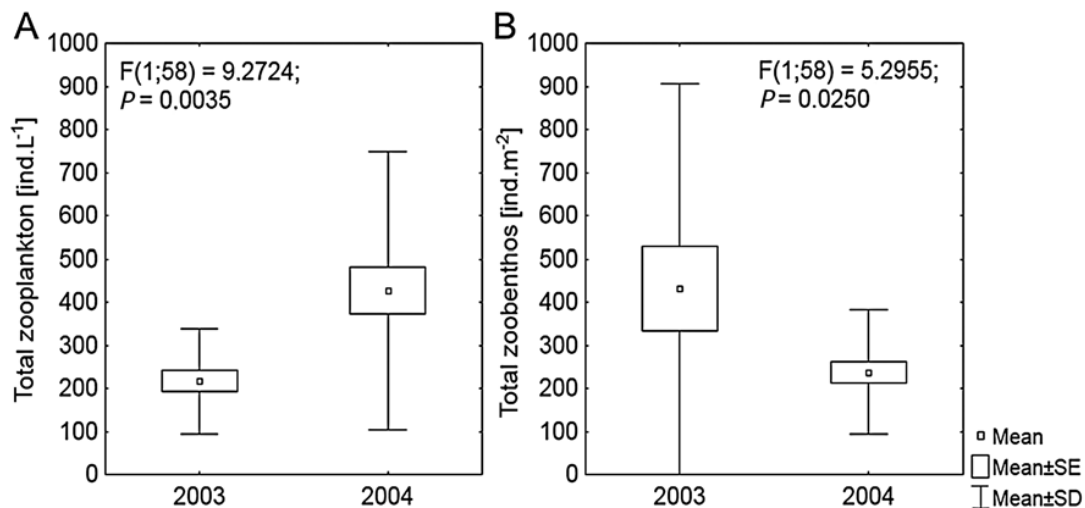 A
Total zooplankton [ind.L-1]
1000
900
800
700
600
500
400
300
200
100
0
F(1;58) = 9.2724;
P = 0.0035
2003 2004
B
Total zoobenthos [ind.m-2]
1000
900
800
700
600
500
400
300
200
100
0
F(1;58) = 5.2955;
P = 0.0250
2003 2004
Mean
Mean±SE
Mean±SD